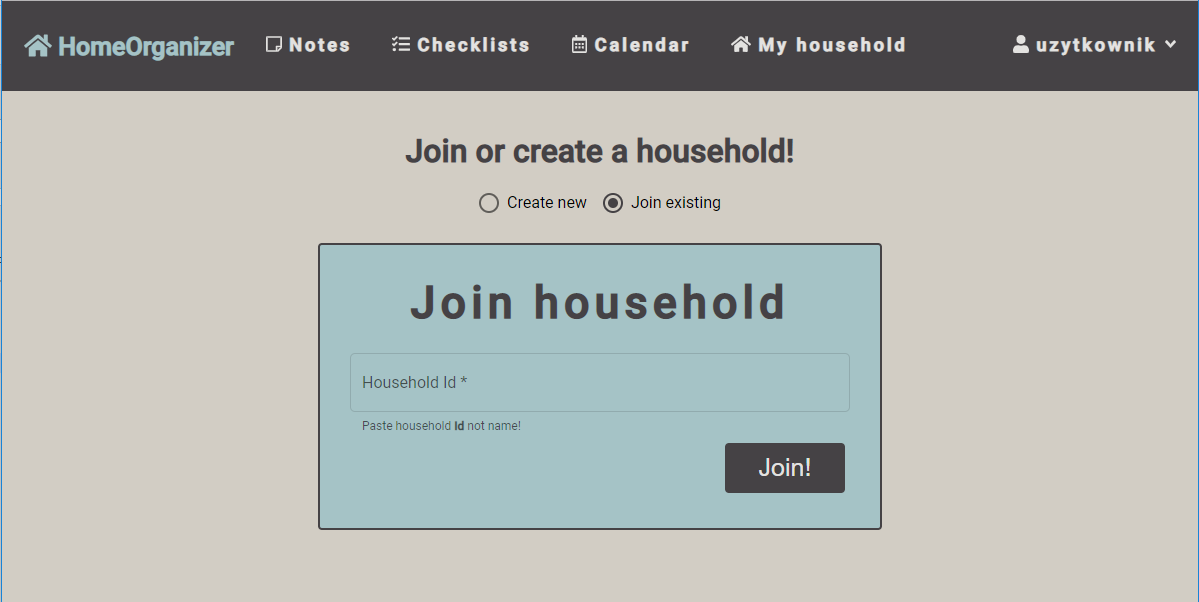 HomeOrganizer Notes Checklists Calendar My household uzytkownik
Join or create a household!
Create new Join existing
Join household
Household Id *
Paste household Id not name!
Join!